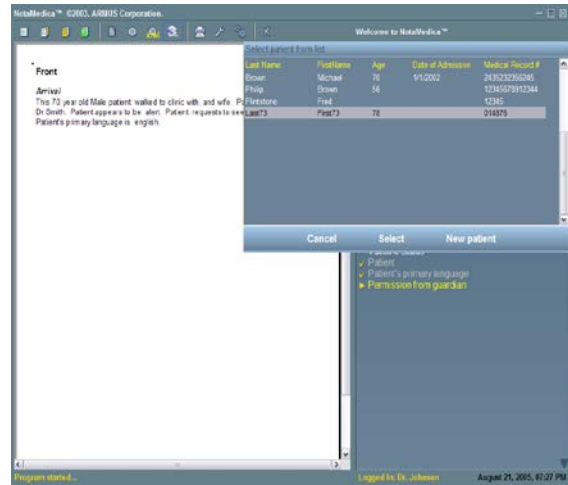 NotaMedica™ ©2003, ARNIUS Corporation.
Welcome to NotaMedica™
Select patient from list
Last Name FirstName Age Date of Admission Medical Record #
Brown Michael 70 1/1/2002 2435232356245
Philip Brown 56 12345678912344
Flintstone Fred 12345
Last73 First73 78 014876
Cancel Select New patient
Front
Arrival
This 70 year old Male patient walked to clinic with, and wife. P
Dr Smith. Patient appears to be alert. Patient requests to see
Patient's primary language is english.
Patient
Patient's primary language
Permission from guardian
Program started...
Logged In: Dr. Johnson
August 21, 2005, 07:27 PM